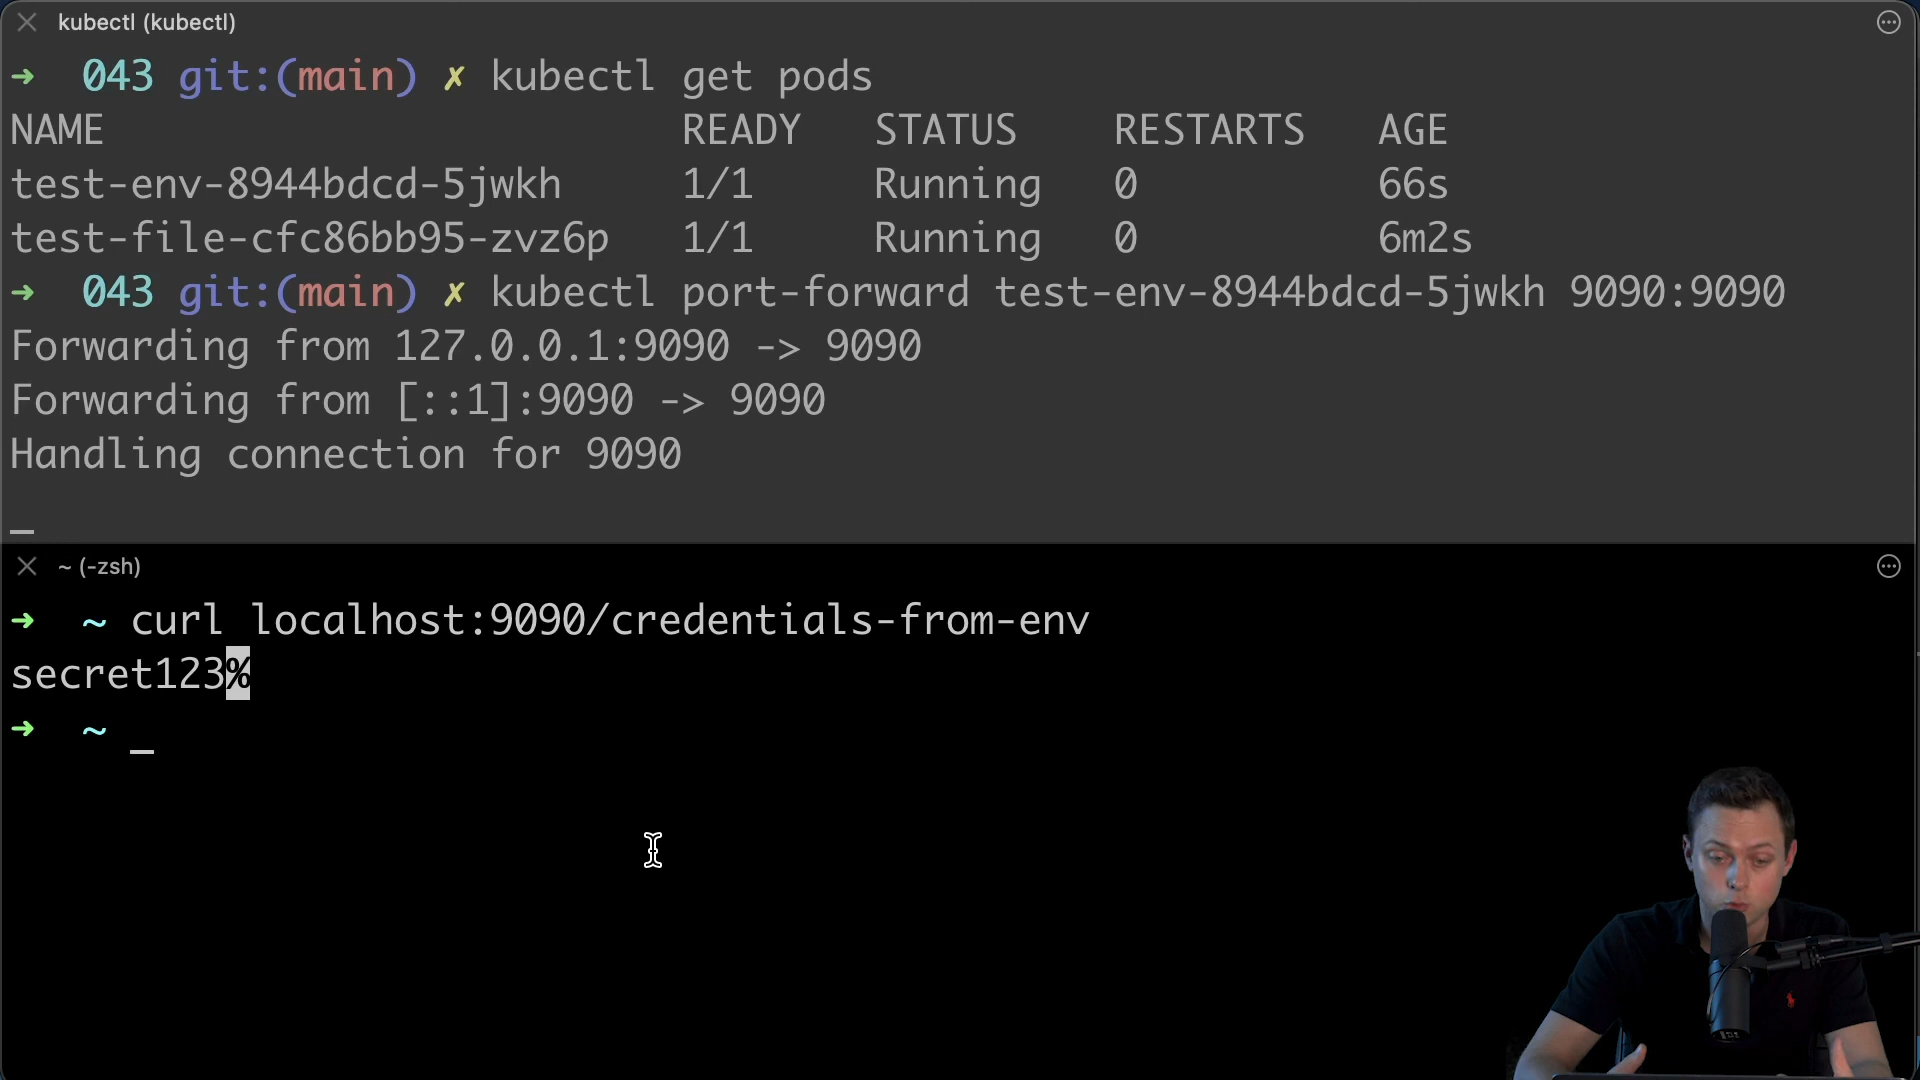 kubectl (kubectl)
➜  043 git:(main) ✗ kubectl get pods
NAME                        READY   STATUS    RESTARTS   AGE
test-env-8944bdcd-5jwkh     1/1     Running   0          66s
test-file-cfc86bb95-zvz6p   1/1     Running   0          6m2s
➜  043 git:(main) ✗ kubectl port-forward test-env-8944bdcd-5jwkh 9090:9090
Forwarding from 127.0.0.1:9090 -> 9090
Forwarding from [::1]:9090 -> 9090
Handling connection for 9090
~ (-zsh)
➜  ~ curl localhost:9090/credentials-from-env
secret123%
➜  ~ _